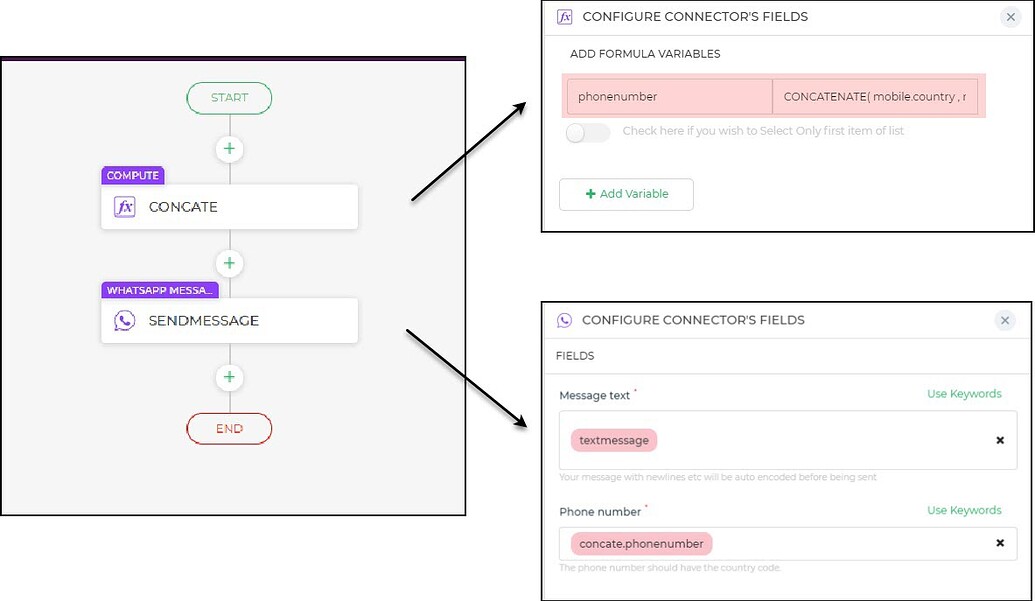 START
COMPUTE
fx CONCATE
WHATSAPP MESSA...
SENDMESSAGE
END
fx CONFIGURE CONNECTOR'S FIELDS
ADD FORMULA VARIABLES
phonenumber CONCATENATE( mobile.country ,
Check here if you wish to Select Only first item of list
+ Add Variable
CONFIGURE CONNECTOR'S FIELDS
FIELDS
Message text * Use Keywords
textmessage
Your message with newlines etc will be auto encoded before being sent
Phone number * Use Keywords
concate.phonenumber
The phone number should have the country code.